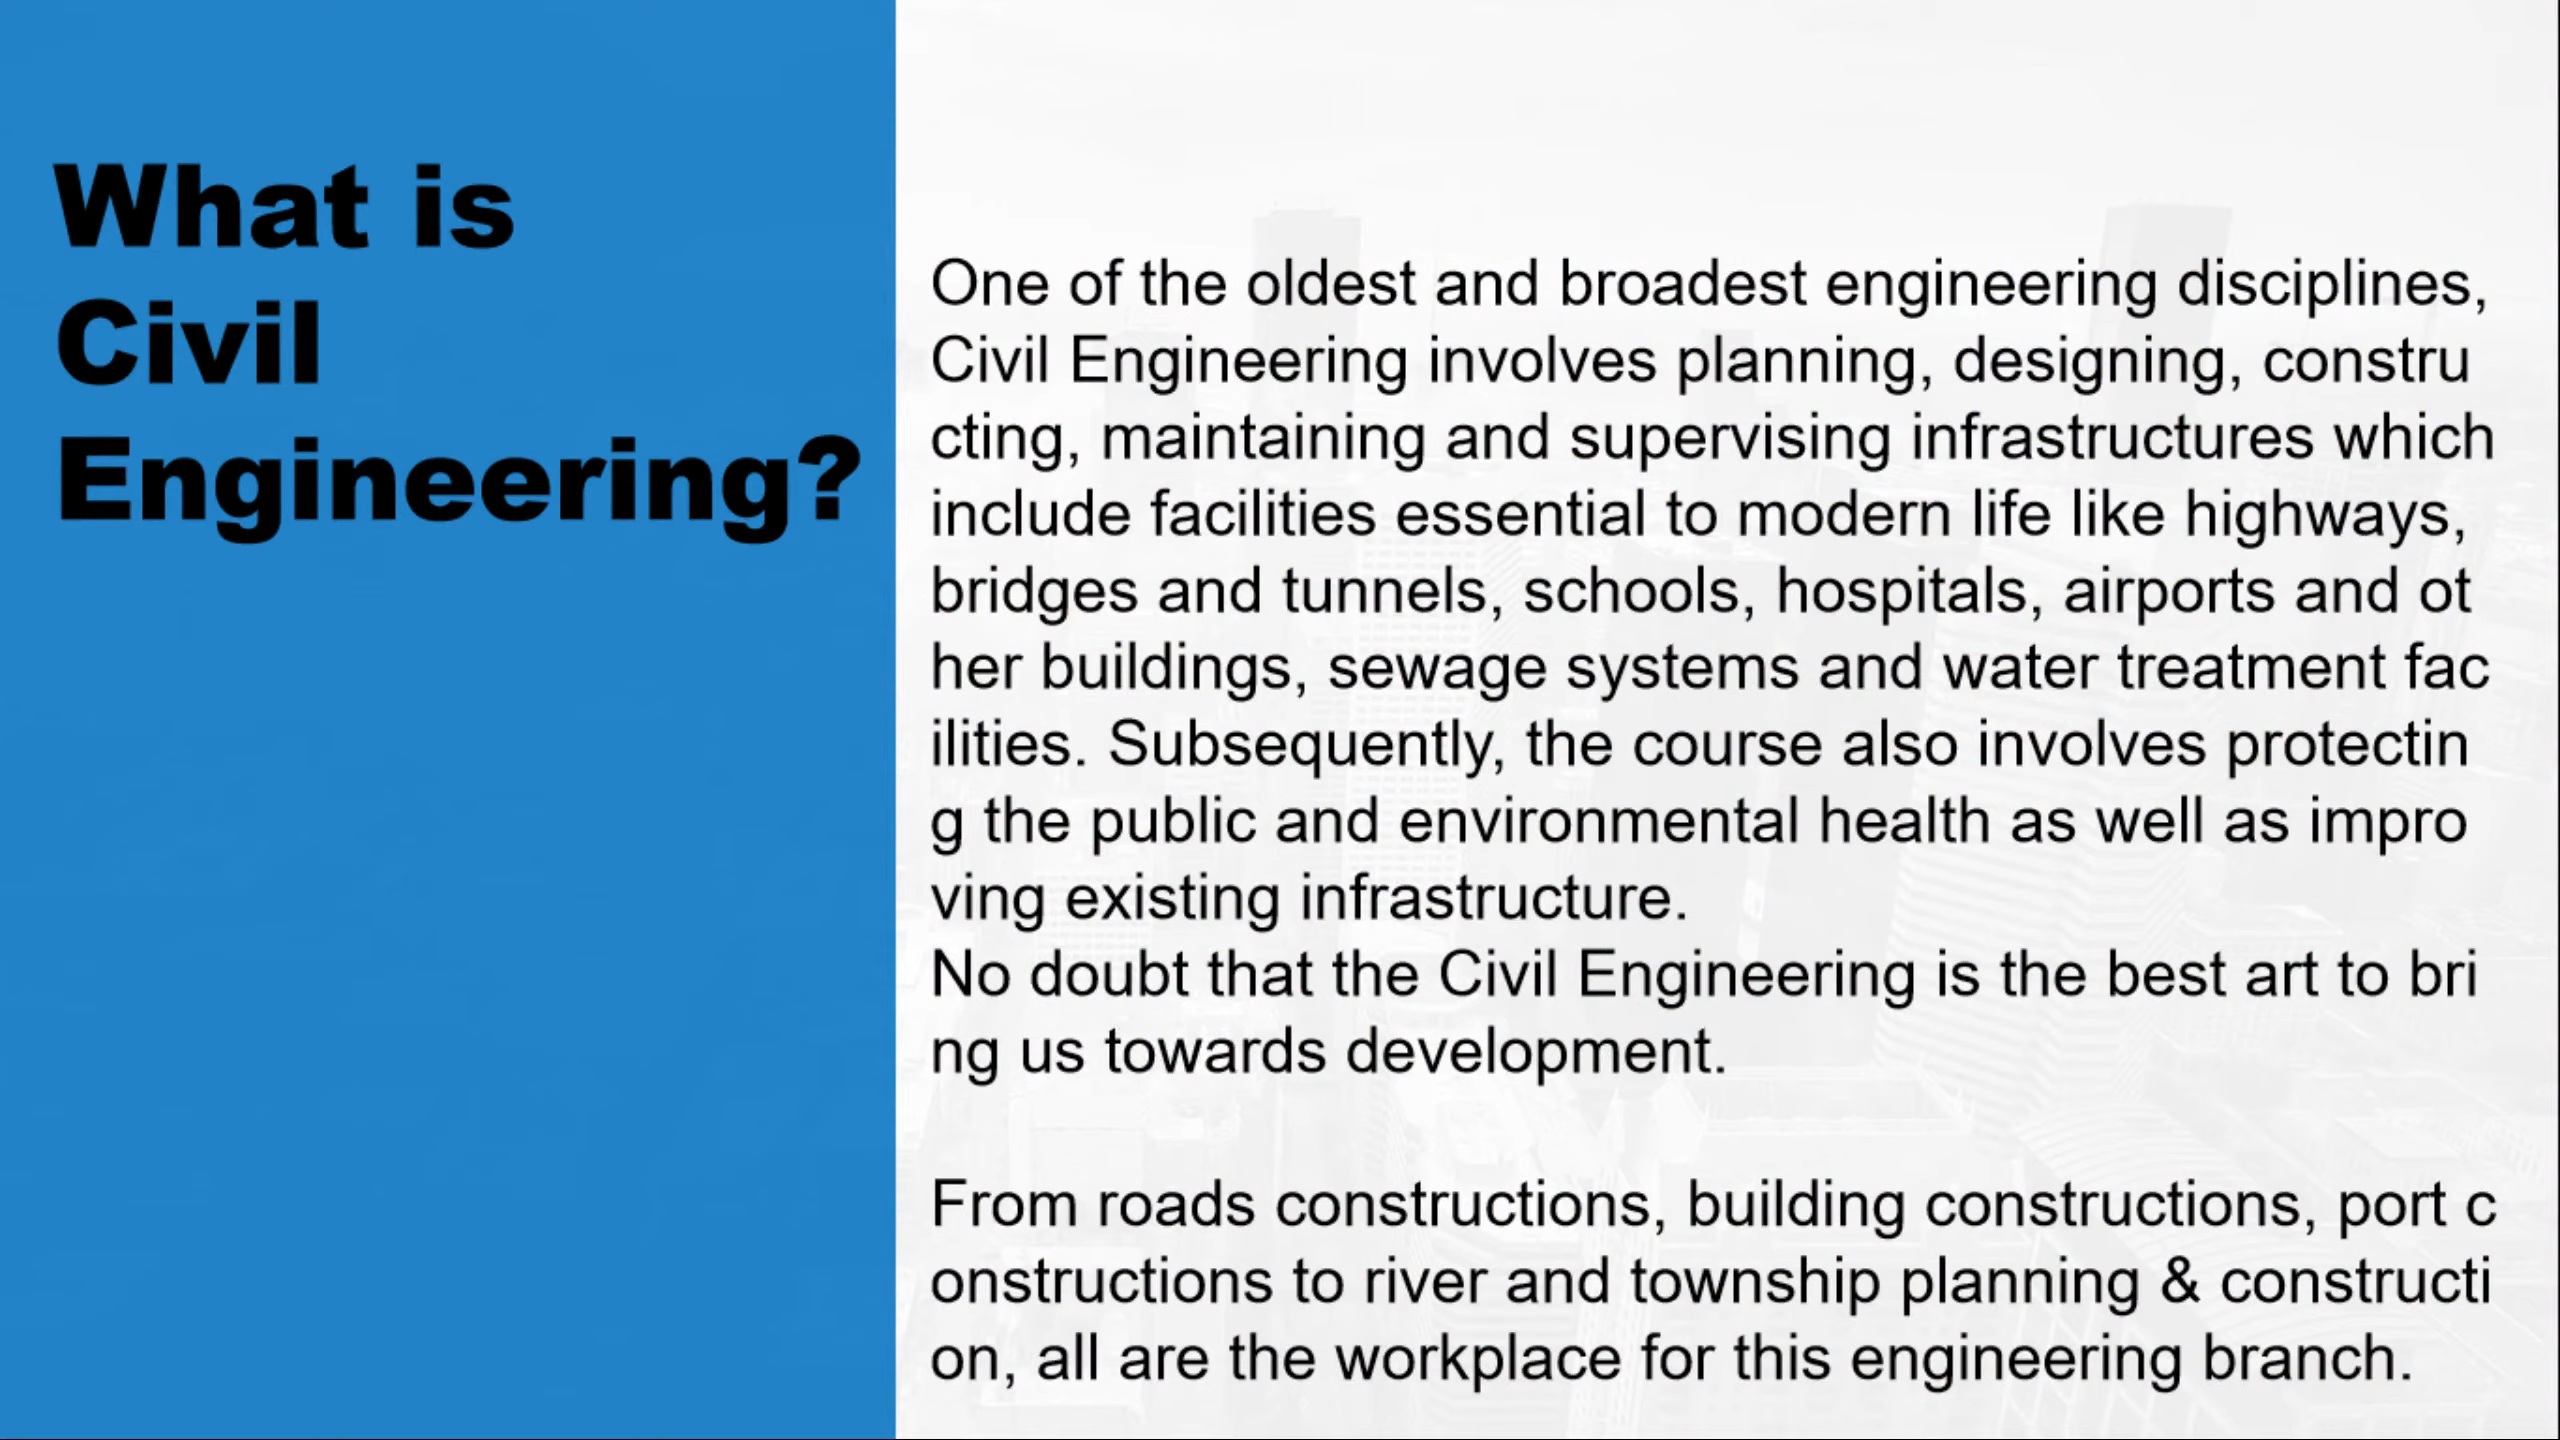 What is
Civil
Engineering?
One of the oldest and broadest engineering disciplines,
Civil Engineering involves planning, designing, constru
cting, maintaining and supervising infrastructures which
include facilities essential to modern life like highways,
bridges and tunnels, schools, hospitals, airports and ot
her buildings, sewage systems and water treatment fac
ilities. Subsequently, the course also involves protectin
g the public and environmental health as well as impro
ving existing infrastructure.
No doubt that the Civil Engineering is the best art to bri
ng us towards development.
From roads constructions, building constructions, port c
onstructions to river and township planning & constructi
on, all are the workplace for this engineering branch.